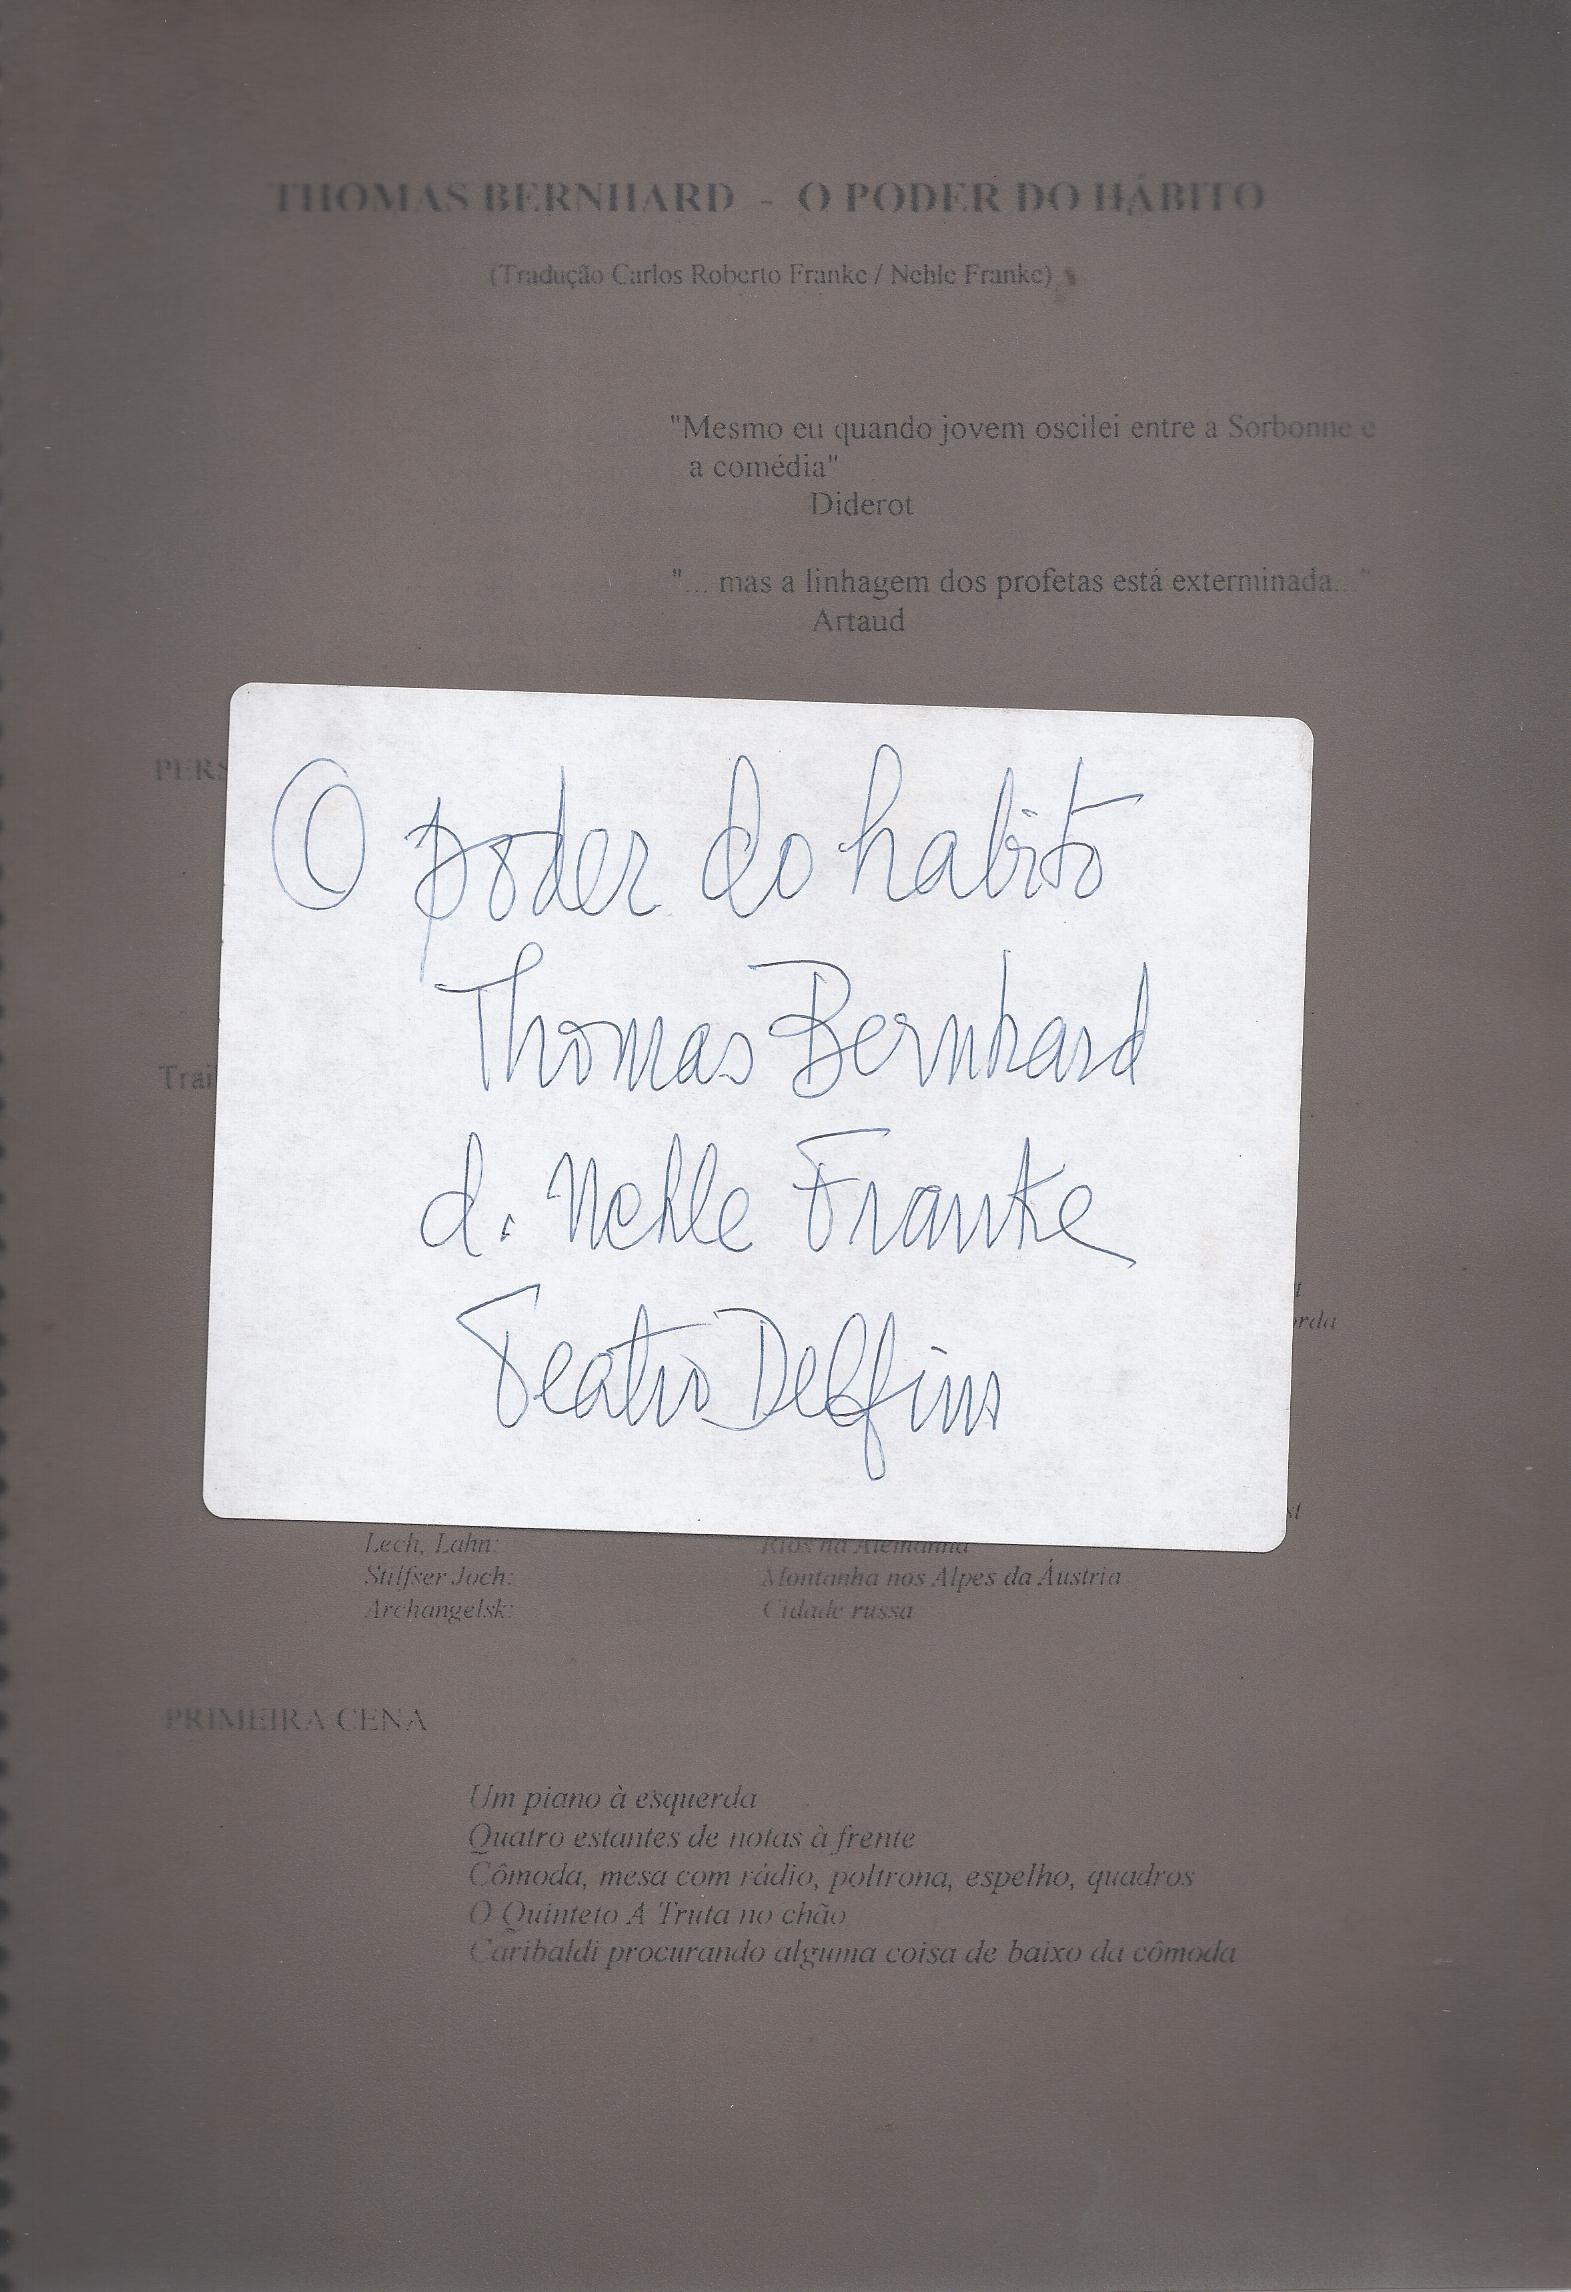 THOMAS BERNHARD - O PODER DO HÁBITO
(Tradução Carlos Roberto Franke / Nehle Franke)
"Mesmo eu quando jovem oscilei entre a Sorbonne e
a comédia"
Diderot
"... mas a linhagem dos profetas está exterminada..."
Artaud
O poder do habito
Thomas Bernhard
d. Nehle Franke
Teatro Delfim
Lech, Lahn: Rios na Alemanha
Stilfser Joch: Montanha nos Alpes da Áustria
Archangelsk: Cidade russa
PRIMEIRA CENA
Um piano à esquerda
Quatro estantes de notas à frente
Cômoda, mesa com rádio, poltrona, espelho, quadros
O Quinteto A Truta no chão
Caribaldi procurando alguma coisa de baixo da cômoda